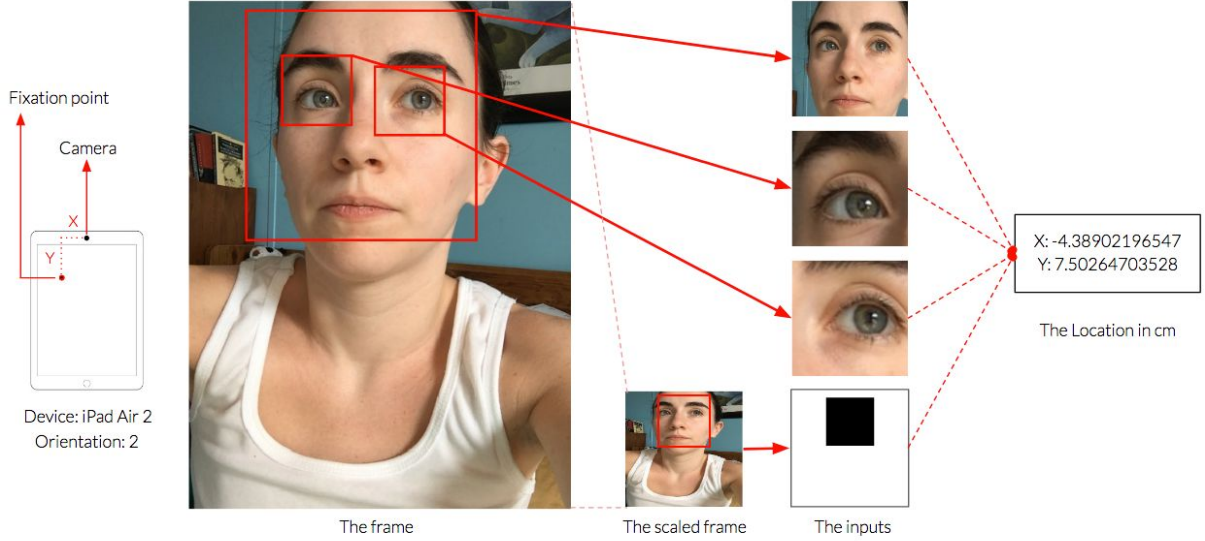 Fixation point
Camera
X
Y
Device: iPad Air 2
Orientation: 2
The frame
The scaled frame
The inputs
X: -4.38902196547
Y: 7.50264703528
The Location in cm